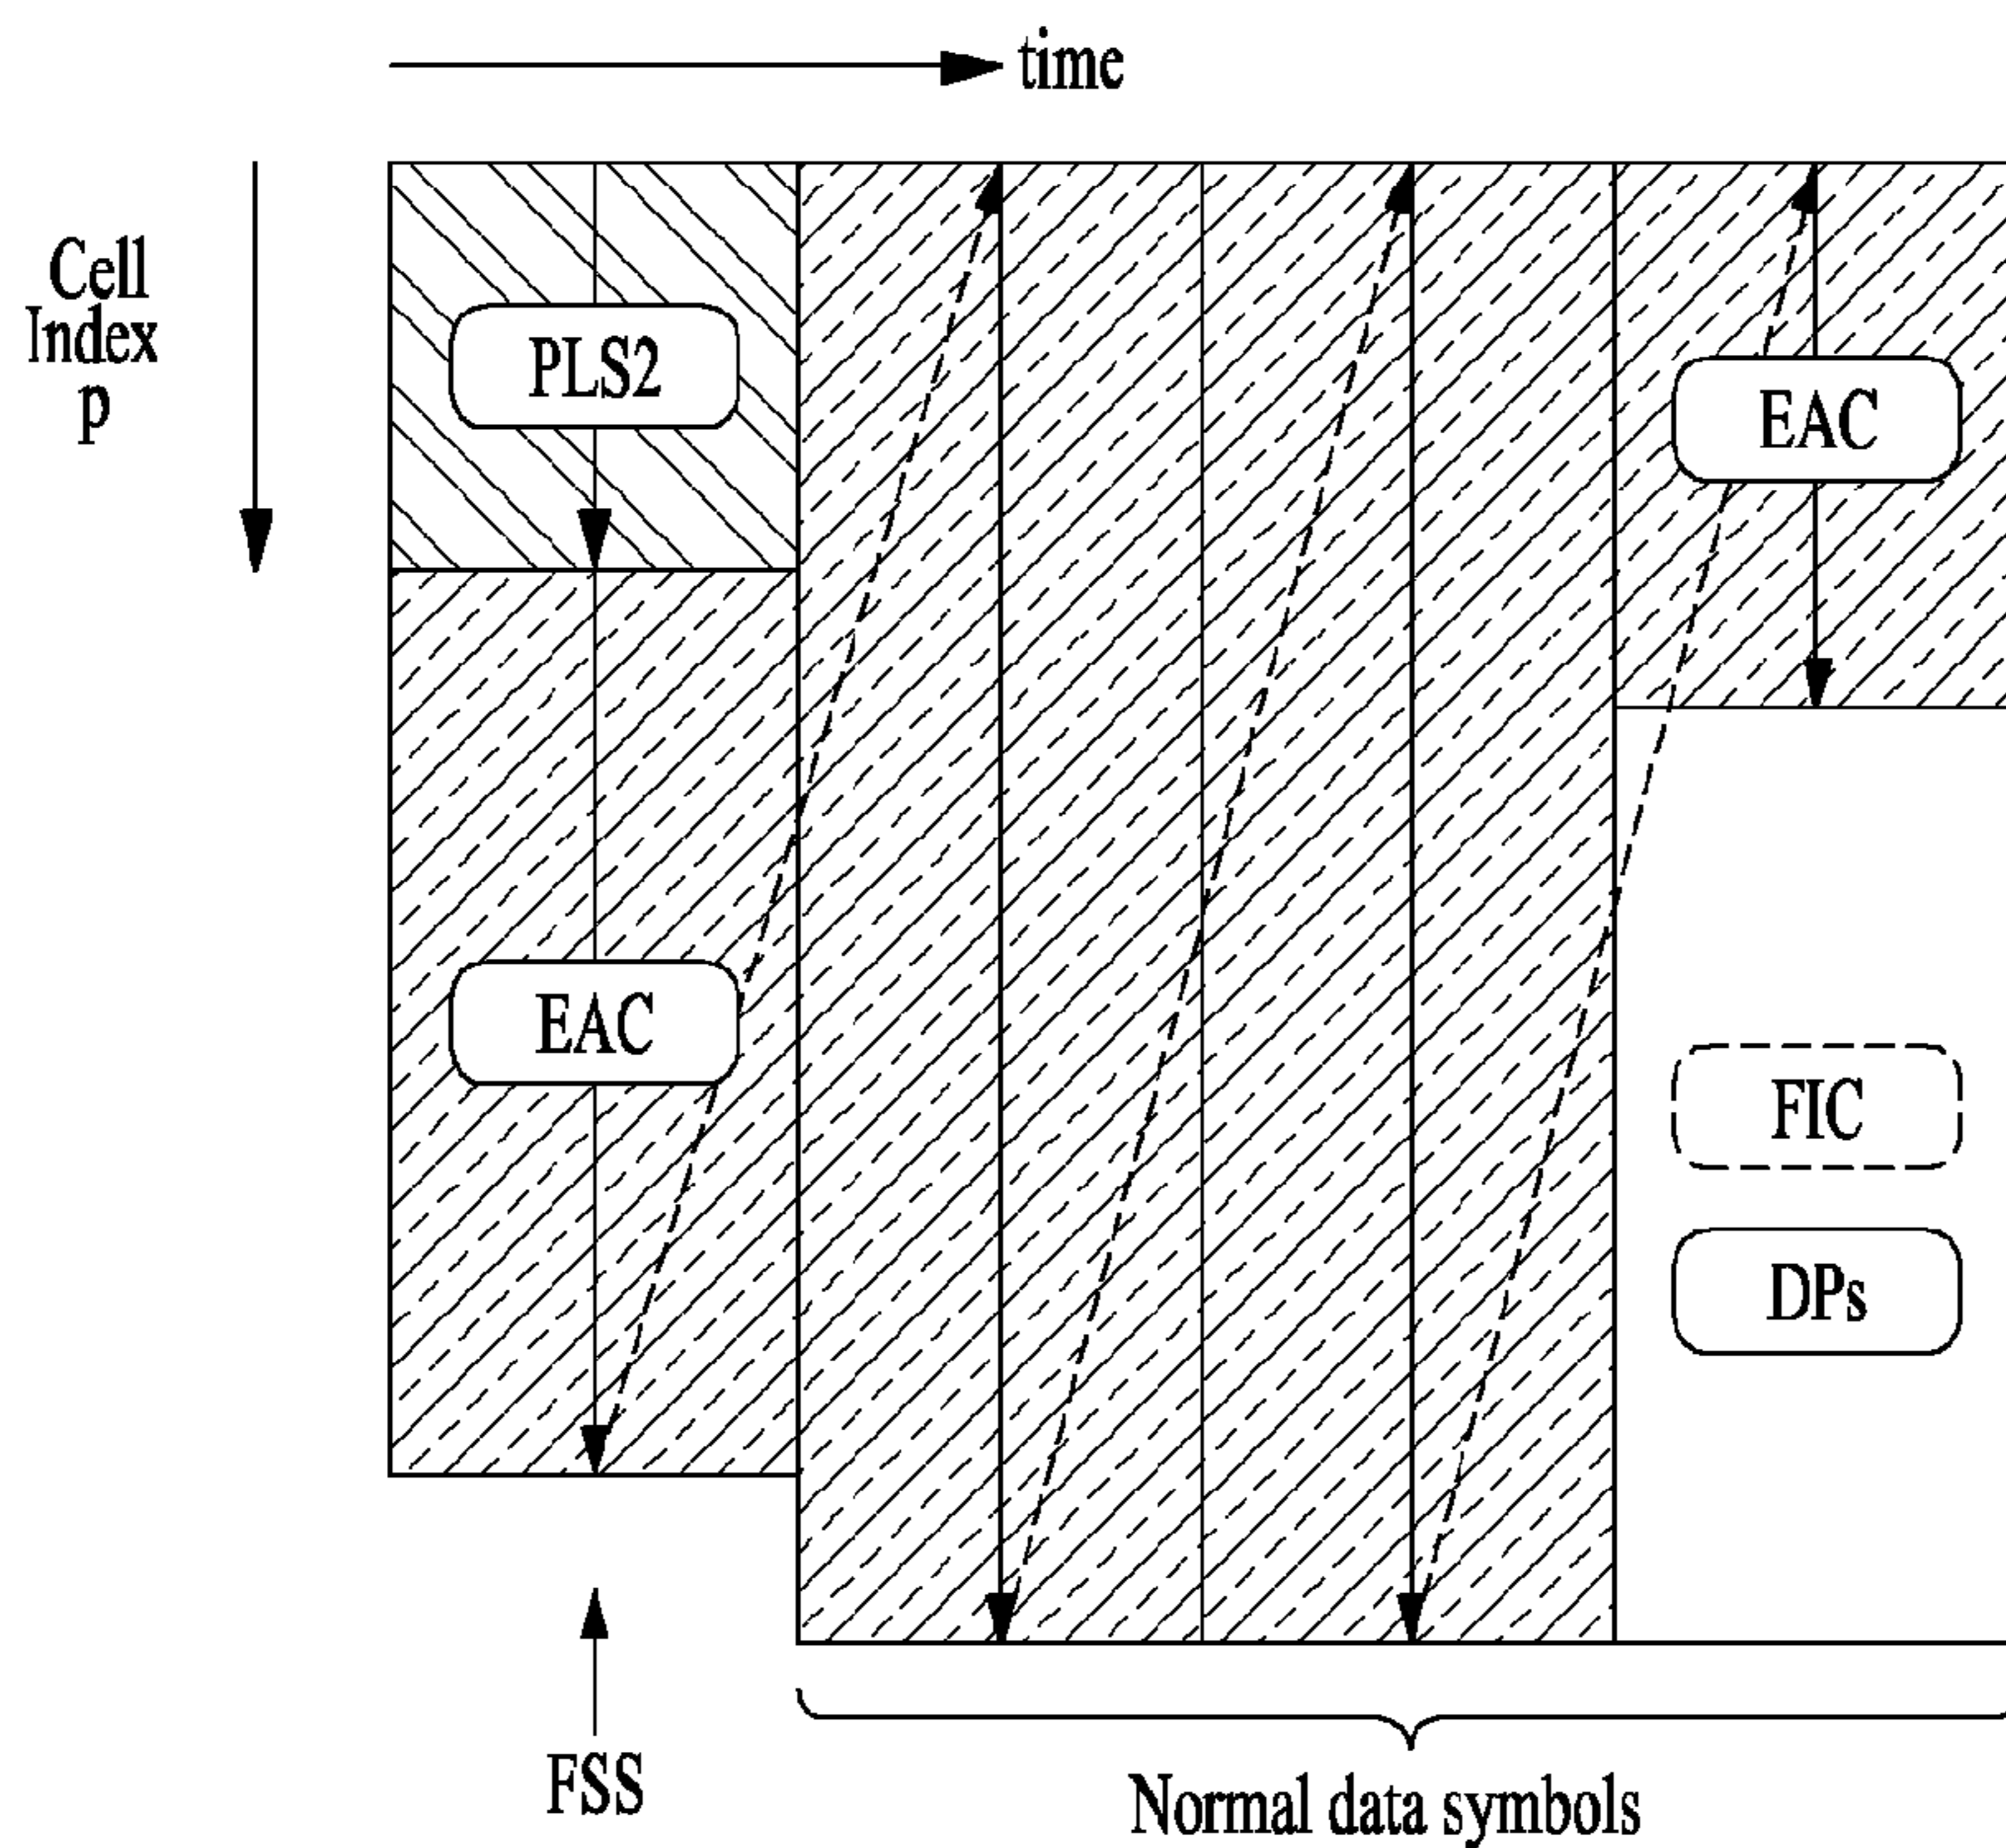 time
Cell
Index
p
PLS2
EAC
EAC
FIC
DPs
FSS
Normal data symbols